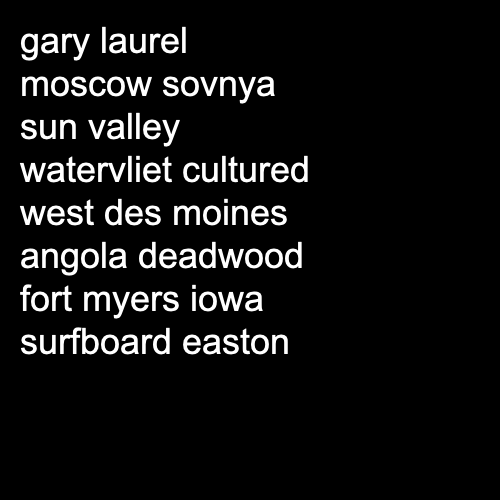 gary laurel
moscow sovnya
sun valley
watervliet cultured
west des moines
angola deadwood
fort myers iowa
surfboard easton